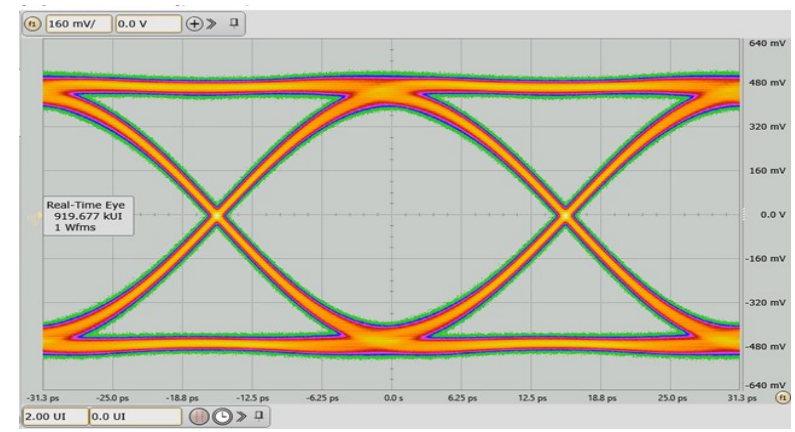 f1 160 mV/ 0.0 V
640 mV
480 mV
320 mV
160 mV
Real-Time Eye
919.677 kUI
1 Wfms
0.0 V
-160 mV
-320 mV
-480 mV
-640 mV
-31.3 ps -25.0 ps -18.8 ps -12.5 ps -6.25 ps 0.0 s 6.25 ps 12.5 ps 18.8 ps 25.0 ps 31.3 ps f1
2.00 UI 0.0 UI